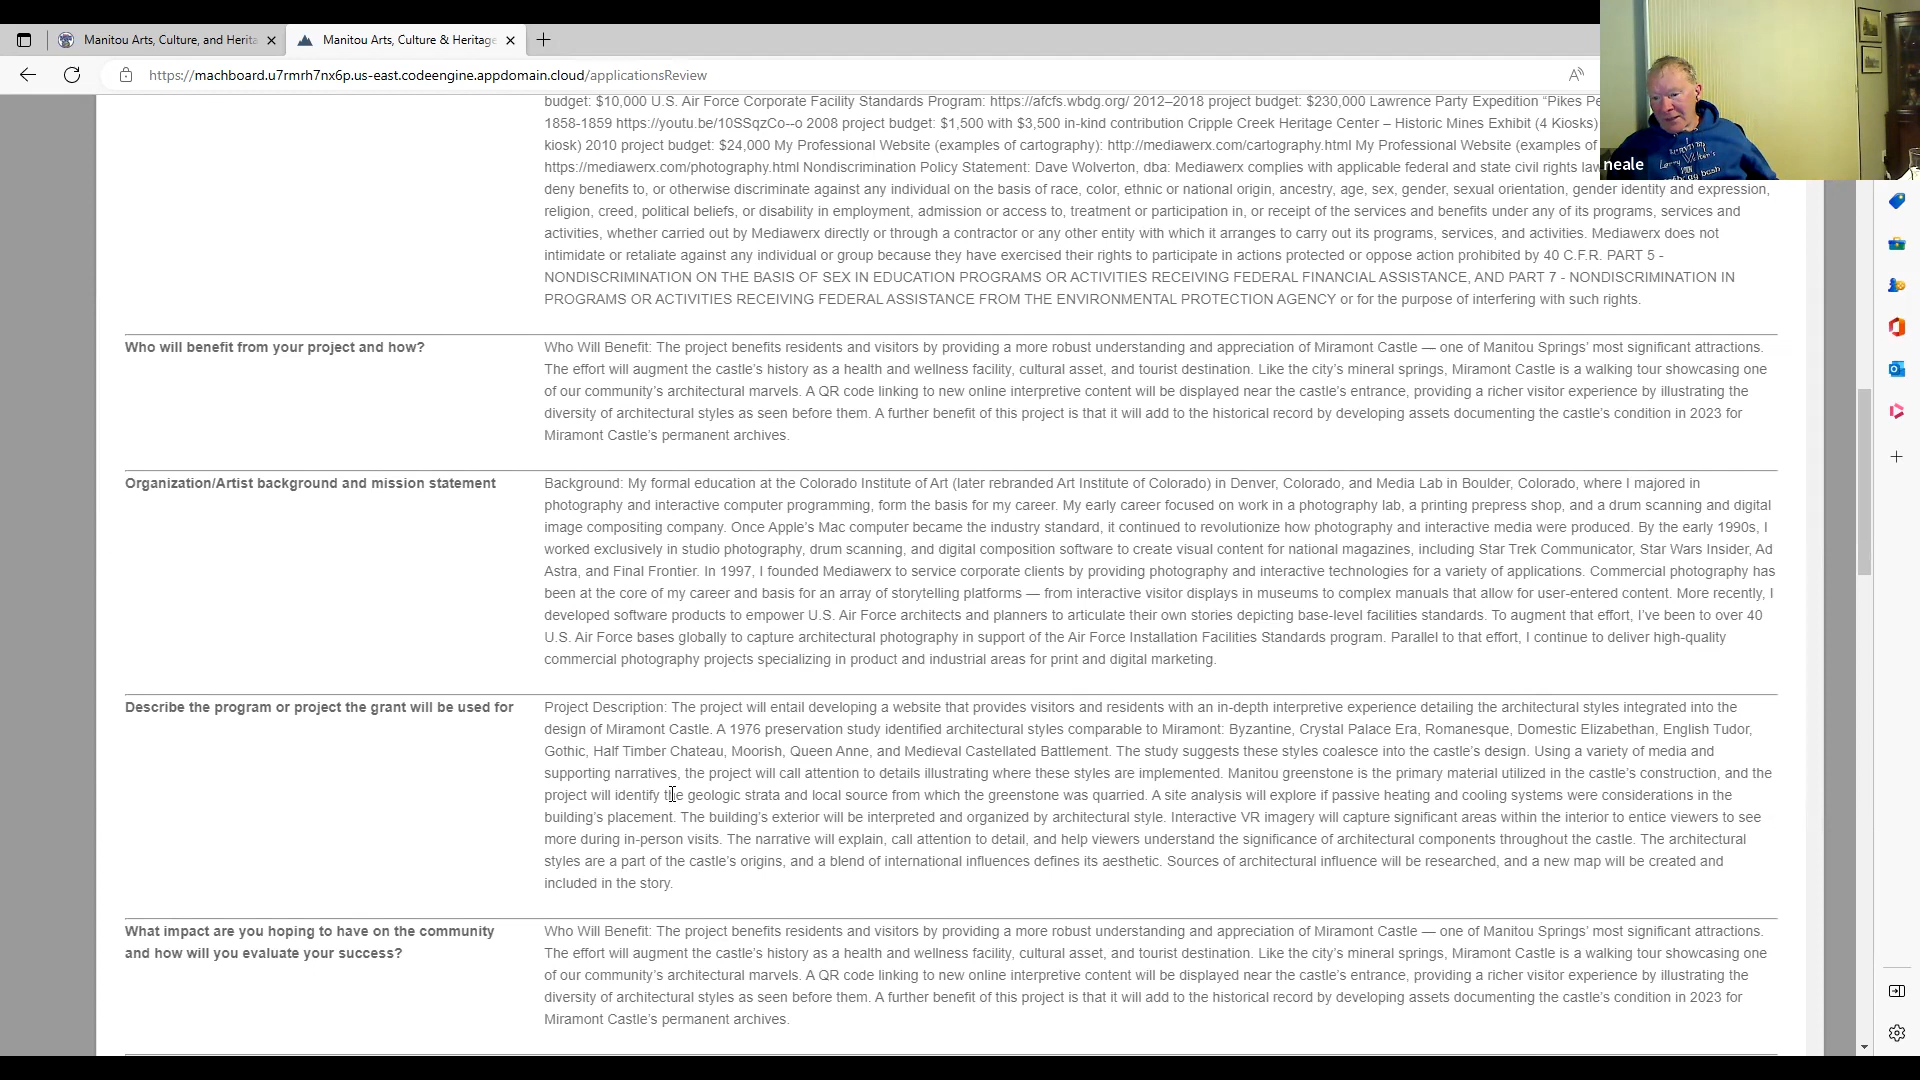 Manitou Arts, Culture, and Herita
Manitou Arts, Culture & Heritage
https://machboard.u7rmrh7nx6p.us-east.codeengine.appdomain.cloud/applicationsReview
neale
budget: $10,000 U.S. Air Force Corporate Facility Standards Program: https://afcfs.wbdg.org/ 2012–2018 project budget: $230,000 Lawrence Party Expedition “Pikes Pe
1858-1859 https://youtu.be/10SSqzCo--o 2008 project budget: $1,500 with $3,500 in-kind contribution Cripple Creek Heritage Center – Historic Mines Exhibit (4 Kiosks)
kiosk) 2010 project budget: $24,000 My Professional Website (examples of cartography): http://mediawerx.com/cartography.html My Professional Website (examples of
https://mediawerx.com/photography.html Nondiscrimination Policy Statement: Dave Wolverton, dba: Mediawerx complies with applicable federal and state civil rights law
deny benefits to, or otherwise discriminate against any individual on the basis of race, color, ethnic or national origin, ancestry, age, sex, gender, sexual orientation, gender identity and expression,
religion, creed, political beliefs, or disability in employment, admission or access to, treatment or participation in, or receipt of the services and benefits under any of its programs, services and
activities, whether carried out by Mediawerx directly or through a contractor or any other entity with which it arranges to carry out its programs, services, and activities. Mediawerx does not
intimidate or retaliate against any individual or group because they have exercised their rights to participate in actions protected or oppose action prohibited by 40 C.F.R. PART 5 -
NONDISCRIMINATION ON THE BASIS OF SEX IN EDUCATION PROGRAMS OR ACTIVITIES RECEIVING FEDERAL FINANCIAL ASSISTANCE, AND PART 7 - NONDISCRIMINATION IN
PROGRAMS OR ACTIVITIES RECEIVING FEDERAL ASSISTANCE FROM THE ENVIRONMENTAL PROTECTION AGENCY or for the purpose of interfering with such rights.
Who will benefit from your project and how?
Who Will Benefit: The project benefits residents and visitors by providing a more robust understanding and appreciation of Miramont Castle — one of Manitou Springs’ most significant attractions.
The effort will augment the castle’s history as a health and wellness facility, cultural asset, and tourist destination. Like the city’s mineral springs, Miramont Castle is a walking tour showcasing one
of our community’s architectural marvels. A QR code linking to new online interpretive content will be displayed near the castle’s entrance, providing a richer visitor experience by illustrating the
diversity of architectural styles as seen before them. A further benefit of this project is that it will add to the historical record by developing assets documenting the castle’s condition in 2023 for
Miramont Castle’s permanent archives.
Organization/Artist background and mission statement
Background: My formal education at the Colorado Institute of Art (later rebranded Art Institute of Colorado) in Denver, Colorado, and Media Lab in Boulder, Colorado, where I majored in
photography and interactive computer programming, form the basis for my career. My early career focused on work in a photography lab, a printing prepress shop, and a drum scanning and digital
image compositing company. Once Apple’s Mac computer became the industry standard, it continued to revolutionize how photography and interactive media were produced. By the early 1990s, I
worked exclusively in studio photography, drum scanning, and digital composition software to create visual content for national magazines, including Star Trek Communicator, Star Wars Insider, Ad
Astra, and Final Frontier. In 1997, I founded Mediawerx to service corporate clients by providing photography and interactive technologies for a variety of applications. Commercial photography has
been at the core of my career and basis for an array of storytelling platforms — from interactive visitor displays in museums to complex manuals that allow for user-entered content. More recently, I
developed software products to empower U.S. Air Force architects and planners to articulate their own stories depicting base-level facilities standards. To augment that effort, I’ve been to over 40
U.S. Air Force bases globally to capture architectural photography in support of the Air Force Installation Facilities Standards program. Parallel to that effort, I continue to deliver high-quality
commercial photography projects specializing in product and industrial areas for print and digital marketing.
Describe the program or project the grant will be used for
Project Description: The project will entail developing a website that provides visitors and residents with an in-depth interpretive experience detailing the architectural styles integrated into the
design of Miramont Castle. A 1976 preservation study identified architectural styles comparable to Miramont: Byzantine, Crystal Palace Era, Romanesque, Domestic Elizabethan, English Tudor,
Gothic, Half Timber Chateau, Moorish, Queen Anne, and Medieval Castellated Battlement. The study suggests these styles coalesce into the castle’s design. Using a variety of media and
supporting narratives, the project will call attention to details illustrating where these styles are implemented. Manitou greenstone is the primary material utilized in the castle’s construction, and the
project will identify the geologic strata and local source from which the greenstone was quarried. A site analysis will explore if passive heating and cooling systems were considerations in the
building’s placement. The building’s exterior will be interpreted and organized by architectural style. Interactive VR imagery will capture significant areas within the interior to entice viewers to see
more during in-person visits. The narrative will explain, call attention to detail, and help viewers understand the significance of architectural components throughout the castle. The architectural
styles are a part of the castle’s origins, and a blend of international influences defines its aesthetic. Sources of architectural influence will be researched, and a new map will be created and
included in the story.
What impact are you hoping to have on the community
and how will you evaluate your success?
Who Will Benefit: The project benefits residents and visitors by providing a more robust understanding and appreciation of Miramont Castle — one of Manitou Springs’ most significant attractions.
The effort will augment the castle’s history as a health and wellness facility, cultural asset, and tourist destination. Like the city’s mineral springs, Miramont Castle is a walking tour showcasing one
of our community’s architectural marvels. A QR code linking to new online interpretive content will be displayed near the castle’s entrance, providing a richer visitor experience by illustrating the
diversity of architectural styles as seen before them. A further benefit of this project is that it will add to the historical record by developing assets documenting the castle’s condition in 2023 for
Miramont Castle’s permanent archives.